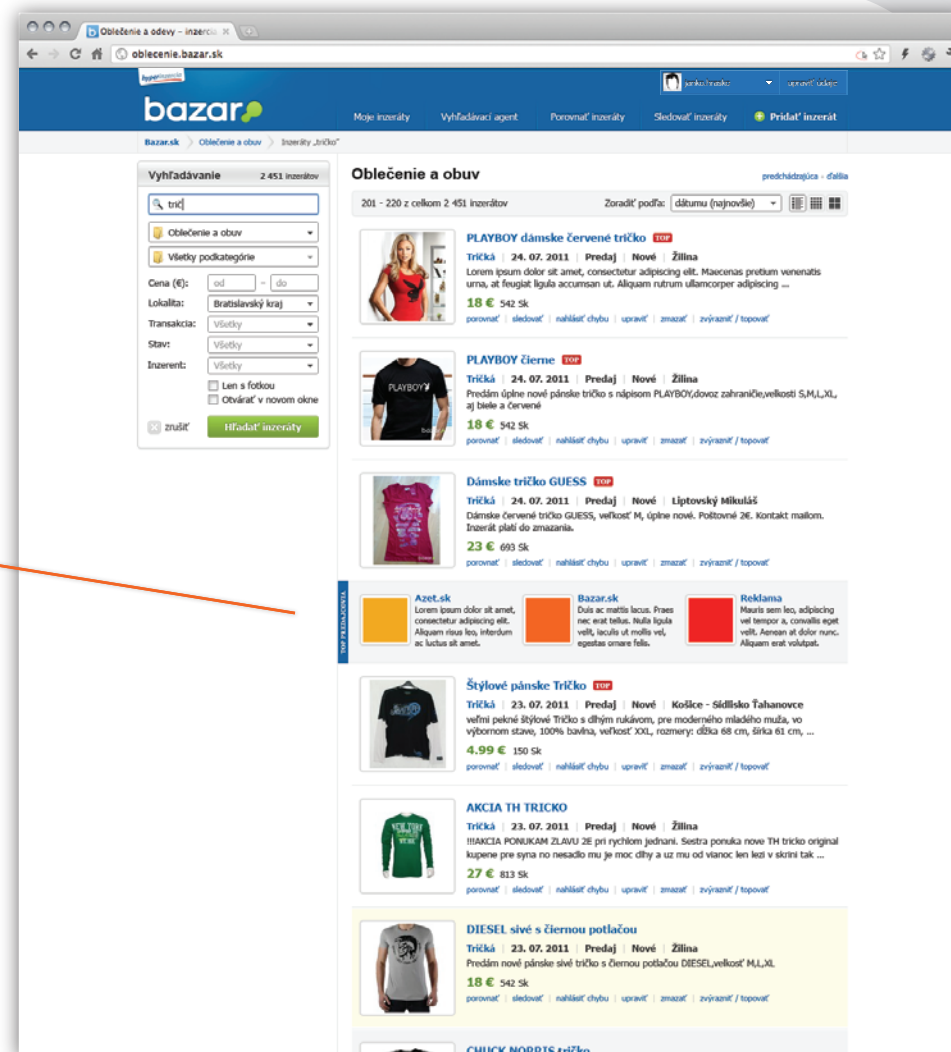 Oblečenie a odevy – inzerci
oblecenie.bazar.sk
bazar
upraviť údaje
Moje inzeráty
Vyhľadávací agent
Porovnať inzeráty
Sledovať inzeráty
Pridať inzerát
Bazar.sk
Oblečenie a obuv
Inzeráty „tričko“
Vyhľadávanie
2 451 inzerátov
trič
Oblečenie a obuv
Všetky podkategórie
Cena (€):
od
–
do
Lokalita:
Bratislavský kraj
Transakcia:
Všetky
Stav:
Všetky
Inzerent:
Všetky
Len s fotkou
Otvárať v novom okne
zrušiť
Hľadať inzeráty
Oblečenie a obuv
predchádzajúca - ďalšia
201 - 220 z celkom 2 451 inzerátov
Zoradiť podľa:
dátumu (najnovšie)
PLAYBOY dámske červené tričko TOP
Tričká | 24. 07. 2011 | Predaj | Nové | Žilina
Lorem ipsum dolor sit amet, consectetur adipiscing elit. Maecenas pretium venenatis
urna, at feugiat ligula accumsan ut. Aliquam rutrum ullamcorper adipiscing ...
18 € 542 Sk
porovnať | sledovať | nahlásiť chybu | upraviť | zmazať | zvýrazniť / topovať
PLAYBOY
PLAYBOY čierne TOP
Tričká | 24. 07. 2011 | Predaj | Nové | Žilina
Predám úplne nové pánske tričko s nápisom PLAYBOY,dovoz zahraničie,velkosti S,M,L,XL,
aj biele a červené
18 € 542 Sk
porovnať | sledovať | nahlásiť chybu | upraviť | zmazať | zvýrazniť / topovať
Dámske tričko GUESS TOP
Tričká | 24. 07. 2011 | Predaj | Nové | Liptovský Mikuláš
Dámske červené tričko GUESS, veľkosť M, úplne nové. Poštovné 2€. Kontakt mailom.
Inzerát platí do zmazania.
23 € 693 Sk
porovnať | sledovať | nahlásiť chybu | upraviť | zmazať | zvýrazniť / topovať
TOP PREDAJCOVIA
Azet.sk
Lorem ipsum dolor sit amet,
consectetur adipiscing elit.
Aliquam risus leo, interdum
ac luctus sit amet.
Bazar.sk
Duis ac mattis lacus. Praes
nec erat tellus. Nulla ligula
velit, iaculis ut mollis vel,
egestas ornare felis.
Reklama
Mauris sem leo, adipiscing
vel tempor a, convallis eget
velit. Aenean at dolor nunc.
Aliquam erat volutpat.
Štýlové pánske Tričko TOP
Tričká | 23. 07. 2011 | Predaj | Nové | Košice - Sídlisko Ťahanovce
veľmi pekné štýlové Tričko s dlhým rukávom, pre moderného mladého muža, vo
výbornom stave, 100% bavlna, veľkosť XXL, rozmery: dĺžka 68 cm, šírka 61 cm, ...
4.99 € 150 Sk
porovnať | sledovať | nahlásiť chybu | upraviť | zmazať | zvýrazniť / topovať
AKCIA TH TRICKO
Tričká | 23. 07. 2011 | Predaj | Nové | Žilina
!!!AKCIA PONUKAM ZLAVU 2E pri rychlom jednani. Sestra ponuka nove TH tricko original
kupene pre syna no nesadlo mu je moc dlhy a uz mu od vianoc len lezi v skrini tak ...
27 € 813 Sk
porovnať | sledovať | nahlásiť chybu | upraviť | zmazať | zvýrazniť / topovať
DIESEL sivé s čiernou potlačou
Tričká | 23. 07. 2011 | Predaj | Nové | Žilina
Predám nové pánske sivé tričko s čiernou potlačou DIESEL,velkosť M,L,XL
18 € 542 Sk
porovnať | sledovať | nahlásiť chybu | upraviť | zmazať | zvýrazniť / topovať
CHUCK NORRIS tričko